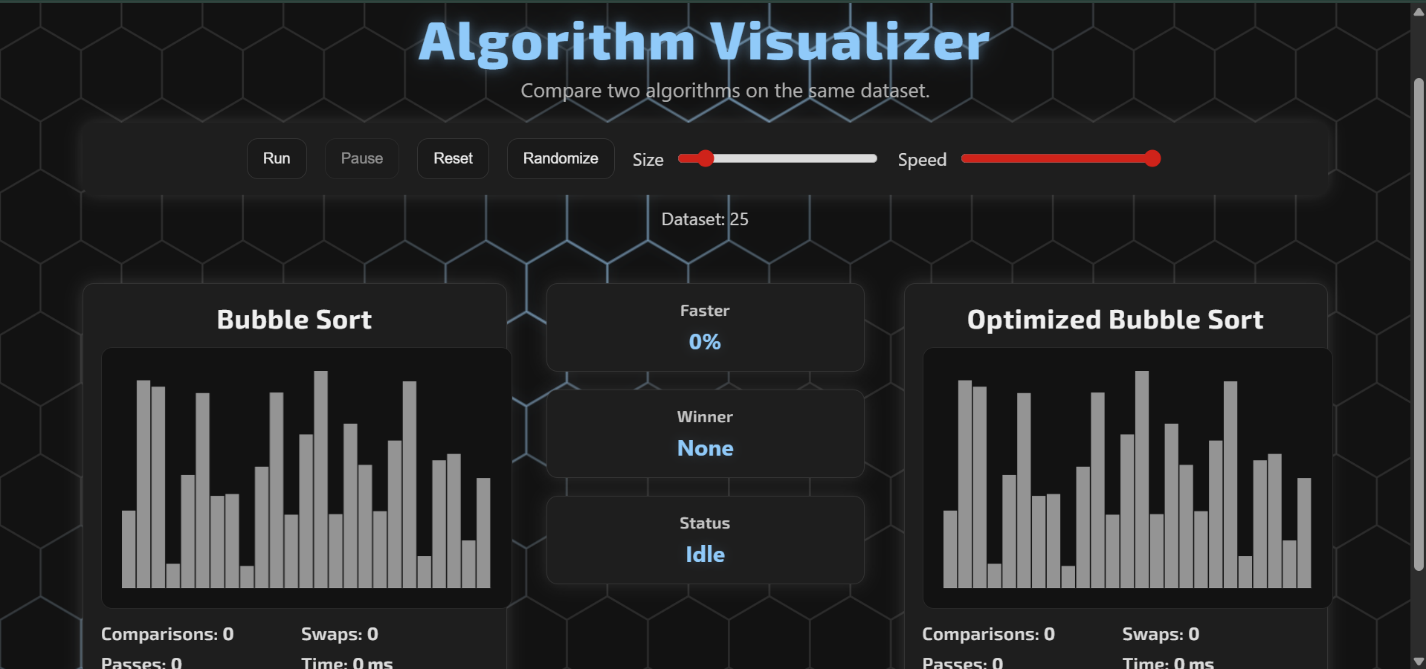 Algorithm Visualizer
Compare two algorithms on the same dataset.
Run Pause Reset Randomize Size Speed
Dataset: 25
Bubble Sort
Comparisons: 0 Swaps: 0
Passes: 0 Time: 0 ms
Faster
0%
Winner
None
Status
Idle
Optimized Bubble Sort
Comparisons: 0 Swaps: 0
Passes: 0 Time: 0 ms